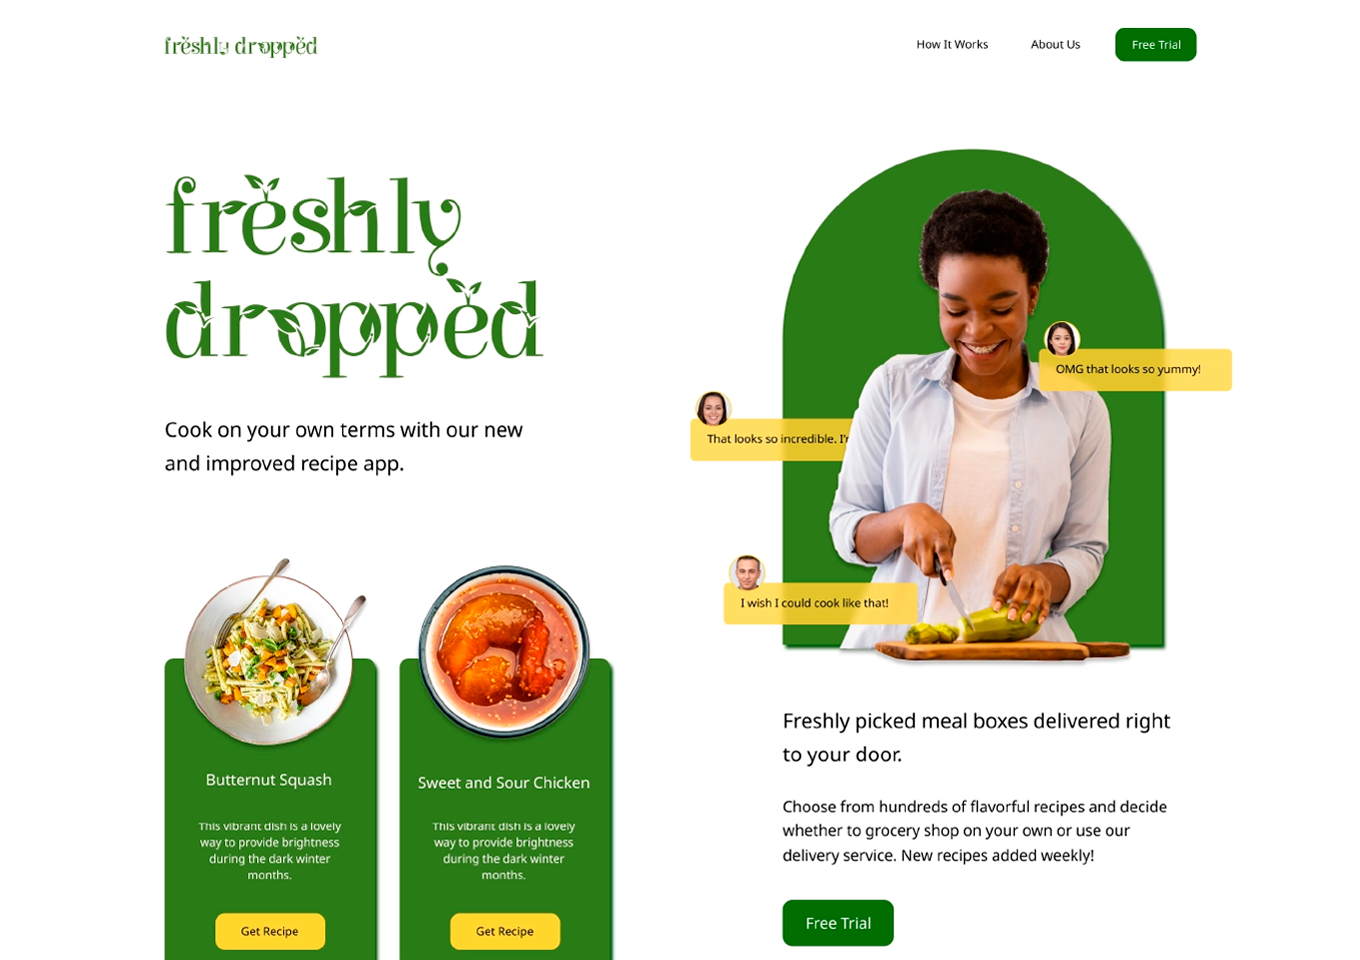 freshly dropped
How It Works
About Us
Free Trial
freshly
dropped
Cook on your own terms with our new
and improved recipe app.
OMG that looks so yummy!
That looks so incredible.
I wish I could cook like that!
Butternut Squash
This vibrant dish is a lovely
way to provide brightness
during the dark winter
months.
Get Recipe
Sweet and Sour Chicken
This vibrant dish is a lovely
way to provide brightness
during the dark winter
months.
Get Recipe
Freshly picked meal boxes delivered right
to your door.
Choose from hundreds of flavorful recipes and decide
whether to grocery shop on your own or use our
delivery service. New recipes added weekly!
Free Trial